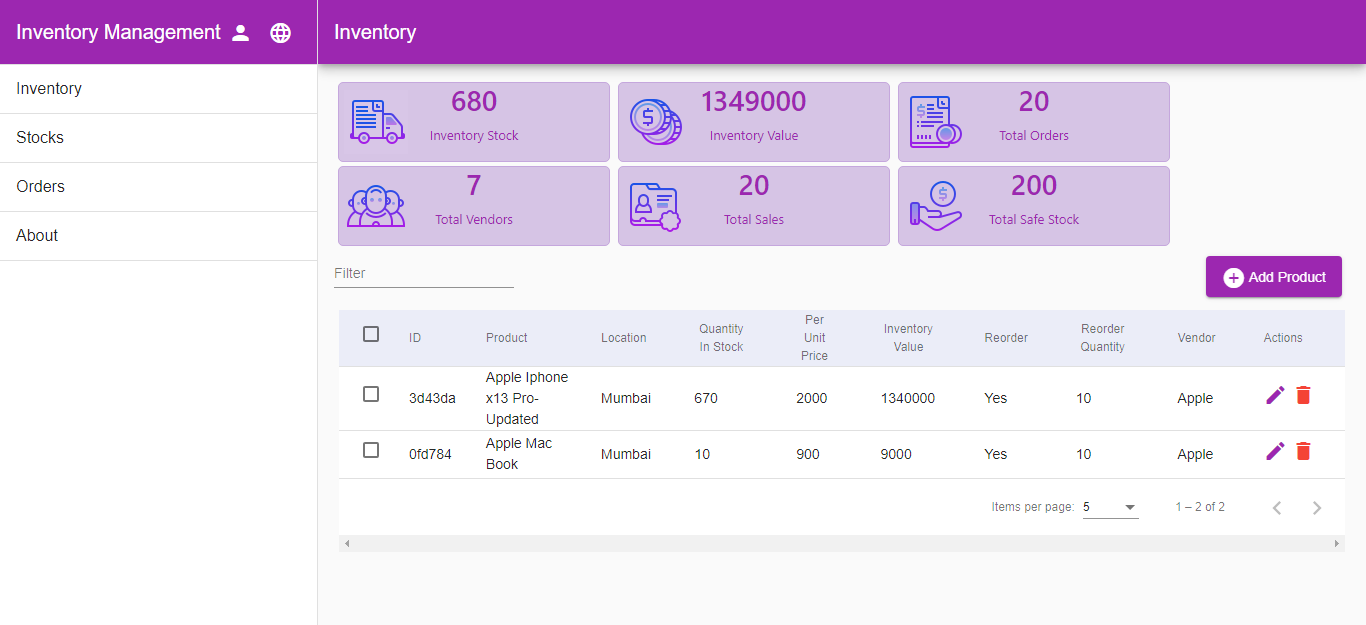 Inventory Management
Inventory
Inventory
Stocks
Orders
About
680
Inventory Stock
1349000
Inventory Value
20
Total Orders
7
Total Vendors
20
Total Sales
200
Total Safe Stock
Filter
Add Product
ID Product Location Quantity In Stock Per Unit Price Inventory Value Reorder Reorder Quantity Vendor Actions
3d43da Apple Iphone x13 Pro-Updated Mumbai 670 2000 1340000 Yes 10 Apple
0fd784 Apple Mac Book Mumbai 10 900 9000 Yes 10 Apple
Items per page: 5 1 – 2 of 2